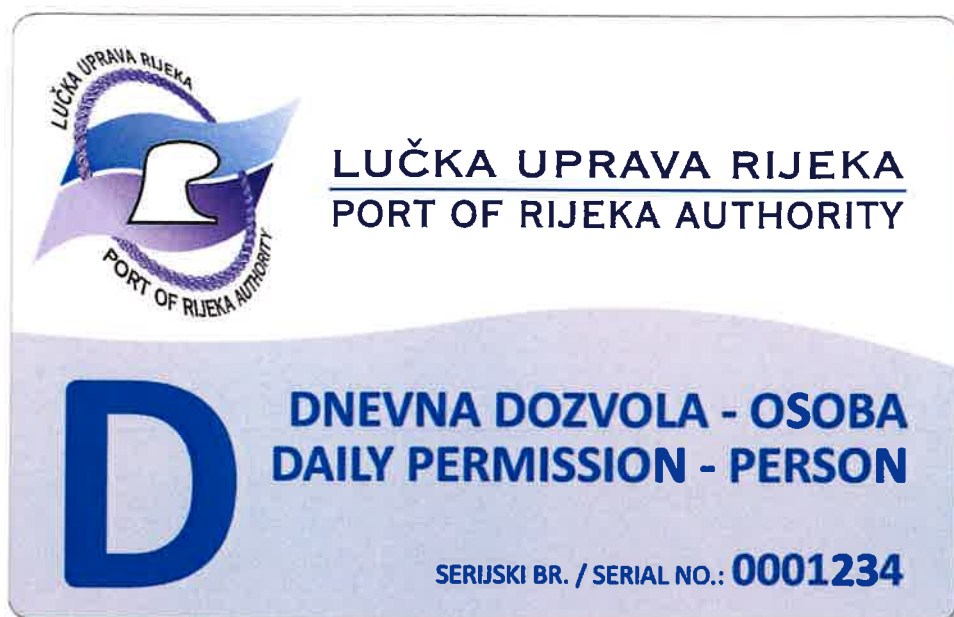 LUČKA UPRAVA RIJEKA
PORT OF RIJEKA AUTHORITY
LUČKA UPRAVA RIJEKA
PORT OF RIJEKA AUTHORITY
D
DNEVNA DOZVOLA - OSOBA
DAILY PERMISSION - PERSON
SERIJSKI BR. / SERIAL NO.: 0001234